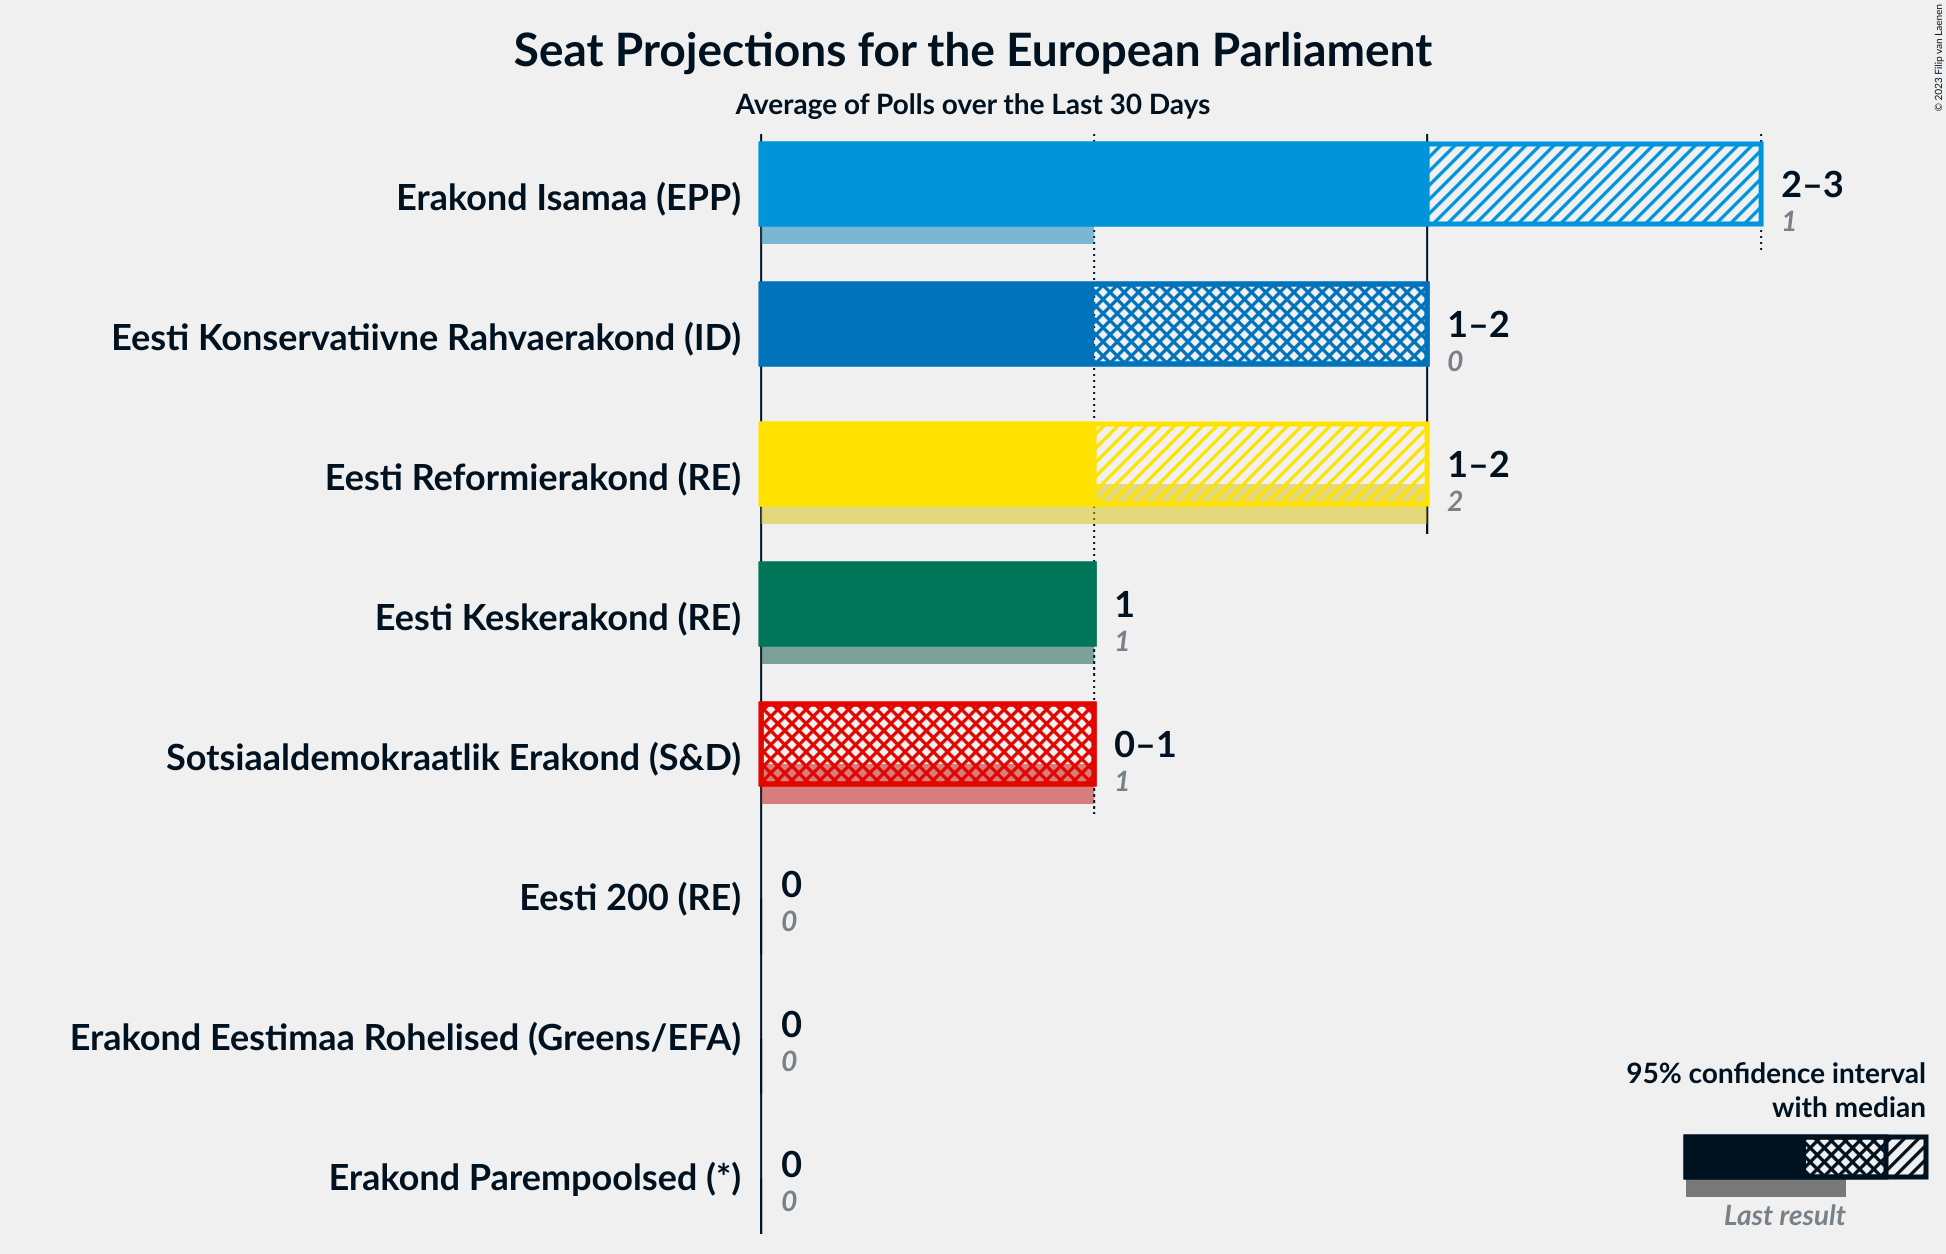 Seat Projections for the European Parliament
Average of Polls over the Last 30 Days
© 2023 Filip van Laenen
Erakond Isamaa (EPP)
2–3
1
Eesti Konservatiivne Rahvaerakond (ID)
1–2
0
Eesti Reformierakond (RE)
1–2
2
Eesti Keskerakond (RE)
1
1
Sotsiaaldemokraatlik Erakond (S&D)
0–1
1
Eesti 200 (RE)
0
0
Erakond Eestimaa Rohelised (Greens/EFA)
0
0
Erakond Parempoolsed (*)
0
0
95% confidence interval
with median
Last result